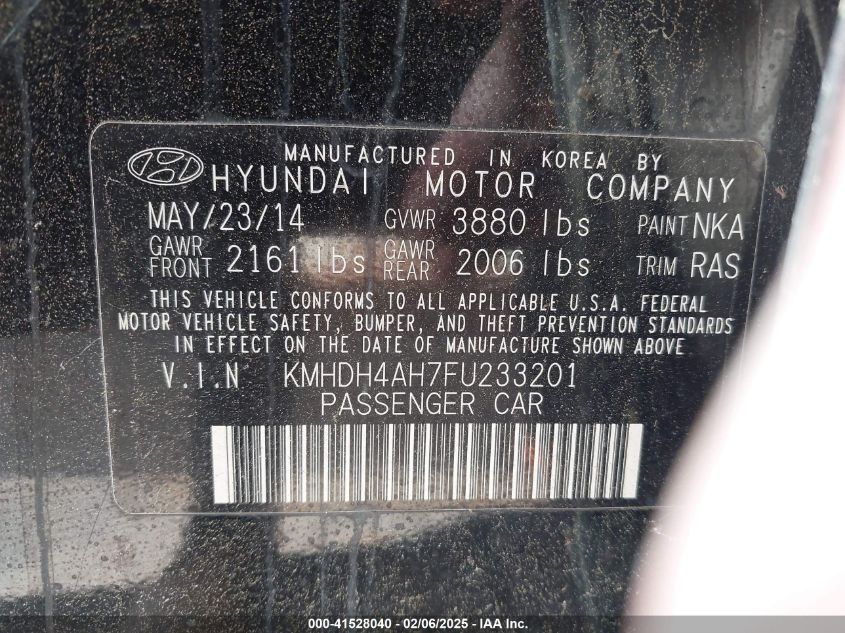 MANUFACTURED IN KOREA BY
HYUNDAI MOTOR COMPANY
MAY/23/14 GVWR 3880 lbs PAINT NKA
GAWR FRONT 2161 lbs GAWR REAR 2006 lbs TRIM RAS
THIS VEHICLE CONFORMS TO ALL APPLICABLE U.S.A. FEDERAL
MOTOR VEHICLE SAFETY, BUMPER, AND THEFT PREVENTION STANDARDS
IN EFFECT ON THE DATE OF MANUFACTURE SHOWN ABOVE
V.I.N KMHDH4AH7FU233201
PASSENGER CAR
000-41528040 - 02/06/2025 - IAA Inc.